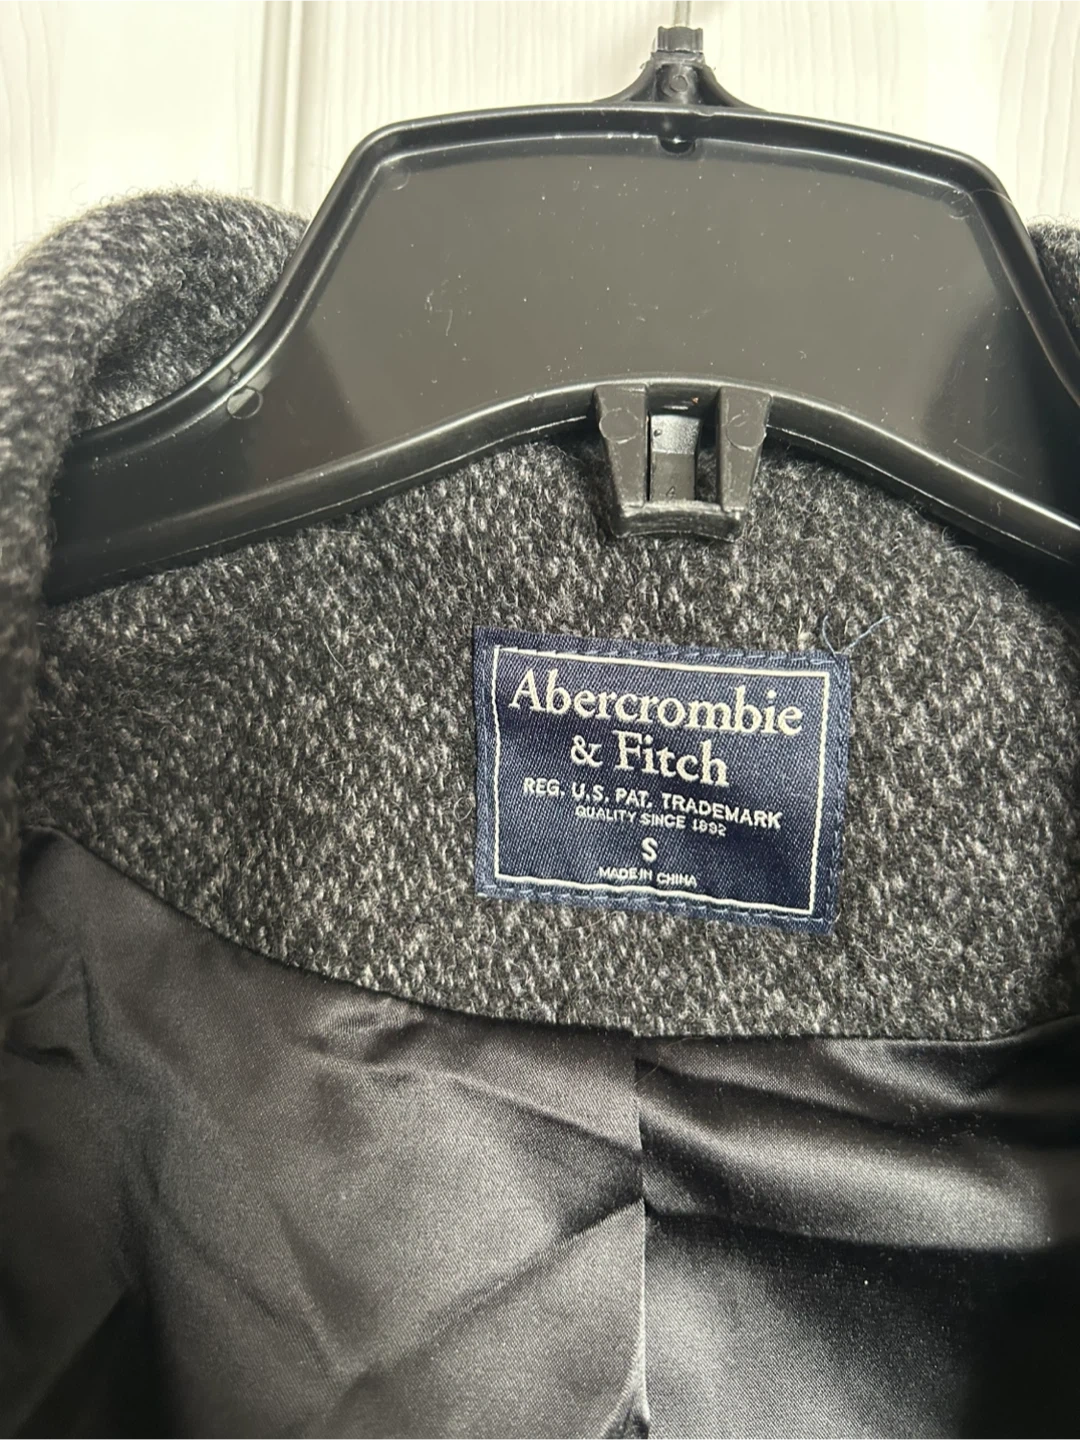 Abercrombie
& Fitch
REG. U.S. PAT. TRADEMARK
QUALITY SINCE 1892
S
MADE IN CHINA